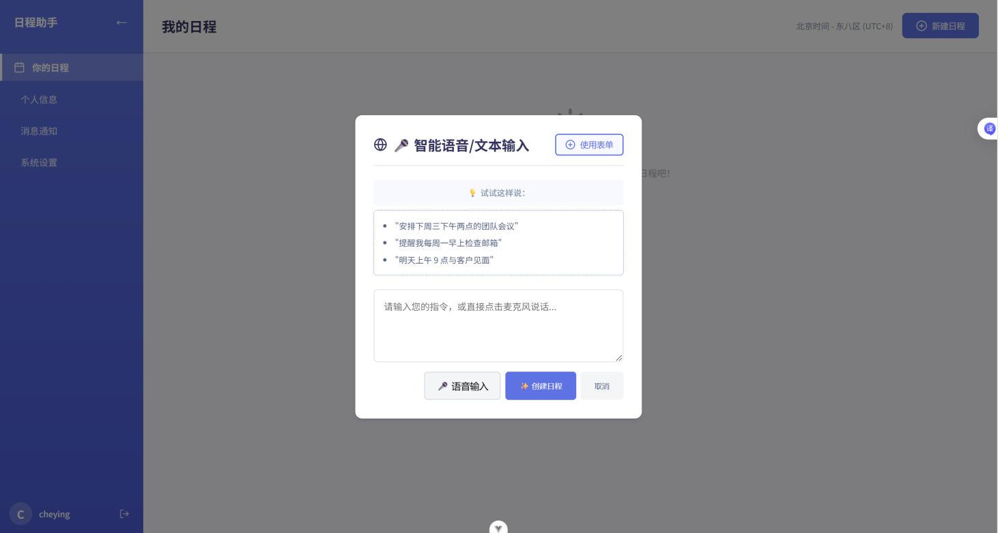 日程助手 ←
你的日程
个人信息
消息通知
系统设置
C cheying
我的日程
北京时间 - 东八区 (UTC+8)
新建日程
日程吧！
🎤 智能语音/文本输入
使用表单
💡 试试这样说：
• "安排下周三下午两点的团队会议"
• "提醒我每周一早上检查邮箱"
• "明天上午 9 点与客户见面"
请输入您的指令，或直接点击麦克风说话...
🎤 语音输入
✨ 创建日程
取消
译